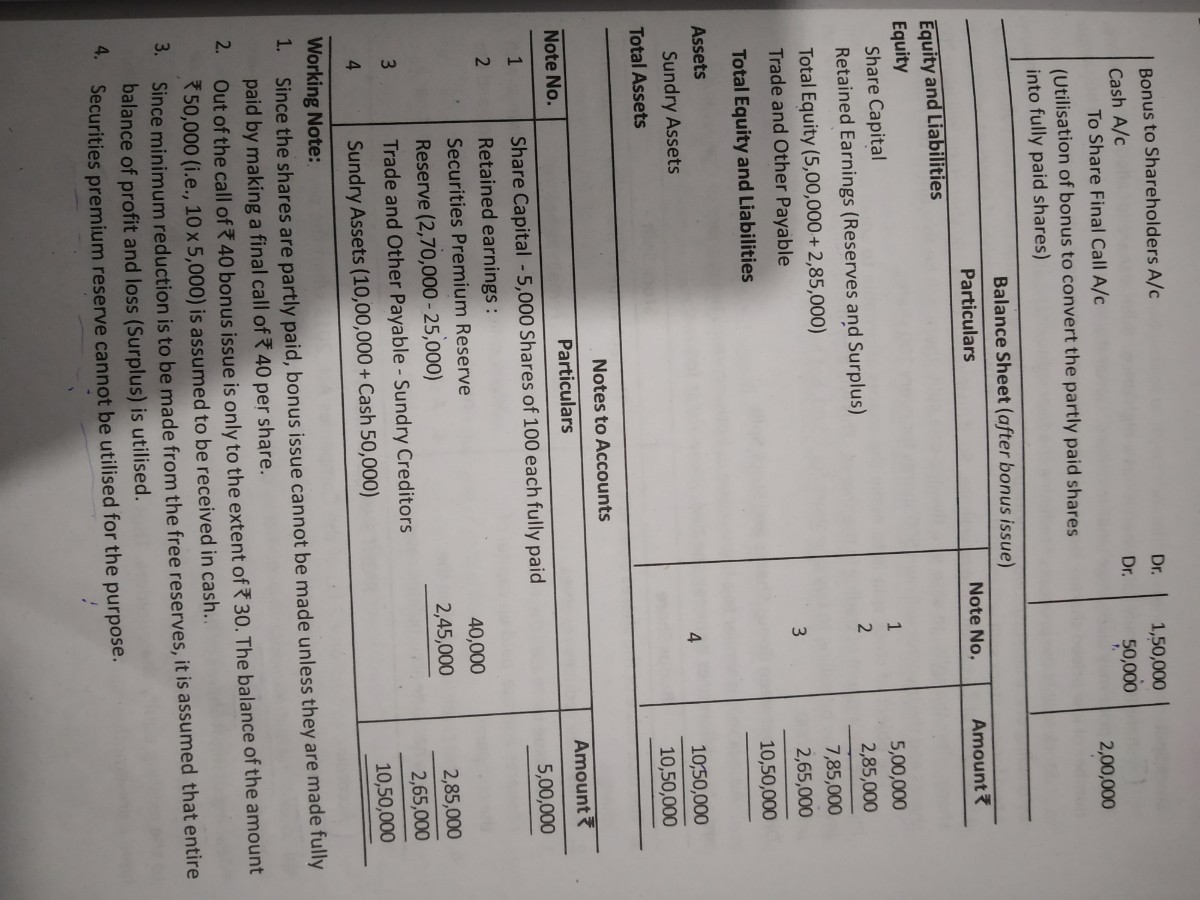 Bonus to Shareholders A/c Dr. 1,50,000
Cash A/c Dr. 50,000
To Share Final Call A/c 2,00,000
(Utilisation of bonus to convert the partly paid shares
into fully paid shares)
Balance Sheet (after bonus issue)
Particulars Note No. Amount ₹
Equity and Liabilities
Equity
Share Capital 1 5,00,000
Retained Earnings (Reserves and Surplus) 2 2,85,000
Total Equity (5,00,000 + 2,85,000) 7,85,000
Trade and Other Payable 3 2,65,000
Total Equity and Liabilities 10,50,000
Assets
Sundry Assets 4 10,50,000
Total Assets 10,50,000
Notes to Accounts
Note No. Particulars Amount ₹
1 Share Capital - 5,000 Shares of 100 each fully paid 5,00,000
2 Retained earnings :
Securities Premium Reserve 40,000
Reserve (2,70,000 - 25,000) 2,45,000 2,85,000
3 Trade and Other Payable - Sundry Creditors 2,65,000
4 Sundry Assets (10,00,000 + Cash 50,000) 10,50,000
Working Note:
1. Since the shares are partly paid, bonus issue cannot be made unless they are made fully
paid by making a final call of ₹ 40 per share.
2. Out of the call of ₹ 40 bonus issue is only to the extent of ₹ 30. The balance of the amount
₹ 50,000 (i.e., 10 x 5,000) is assumed to be received in cash.
3. Since minimum reduction is to be made from the free reserves, it is assumed that entire
balance of profit and loss (Surplus) is utilised.
4. Securities premium reserve cannot be utilised for the purpose.